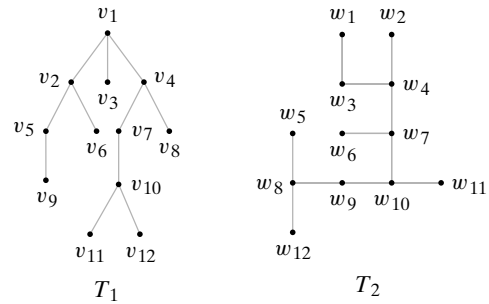 v₁
w₁ w₂
v₂ v₃ v₄
w₃ w₄
w₅
v₅ v₆ v₇ v₈
w₆ w₇
v₉ v₁₀
w₈ w₉ w₁₀ w₁₁
v₁₁ v₁₂
w₁₂
T₁ T₂